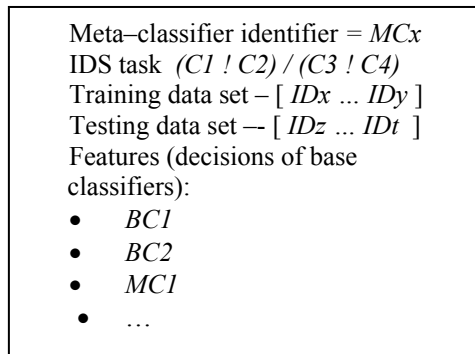 Meta–classifier identifier = MCx
IDS task (C1 ! C2) / (C3 ! C4)
Training data set – [ IDx ... IDy ]
Testing data set –- [ IDz ... IDt ]
Features (decisions of base
classifiers):
• BC1
• BC2
• MC1
• …